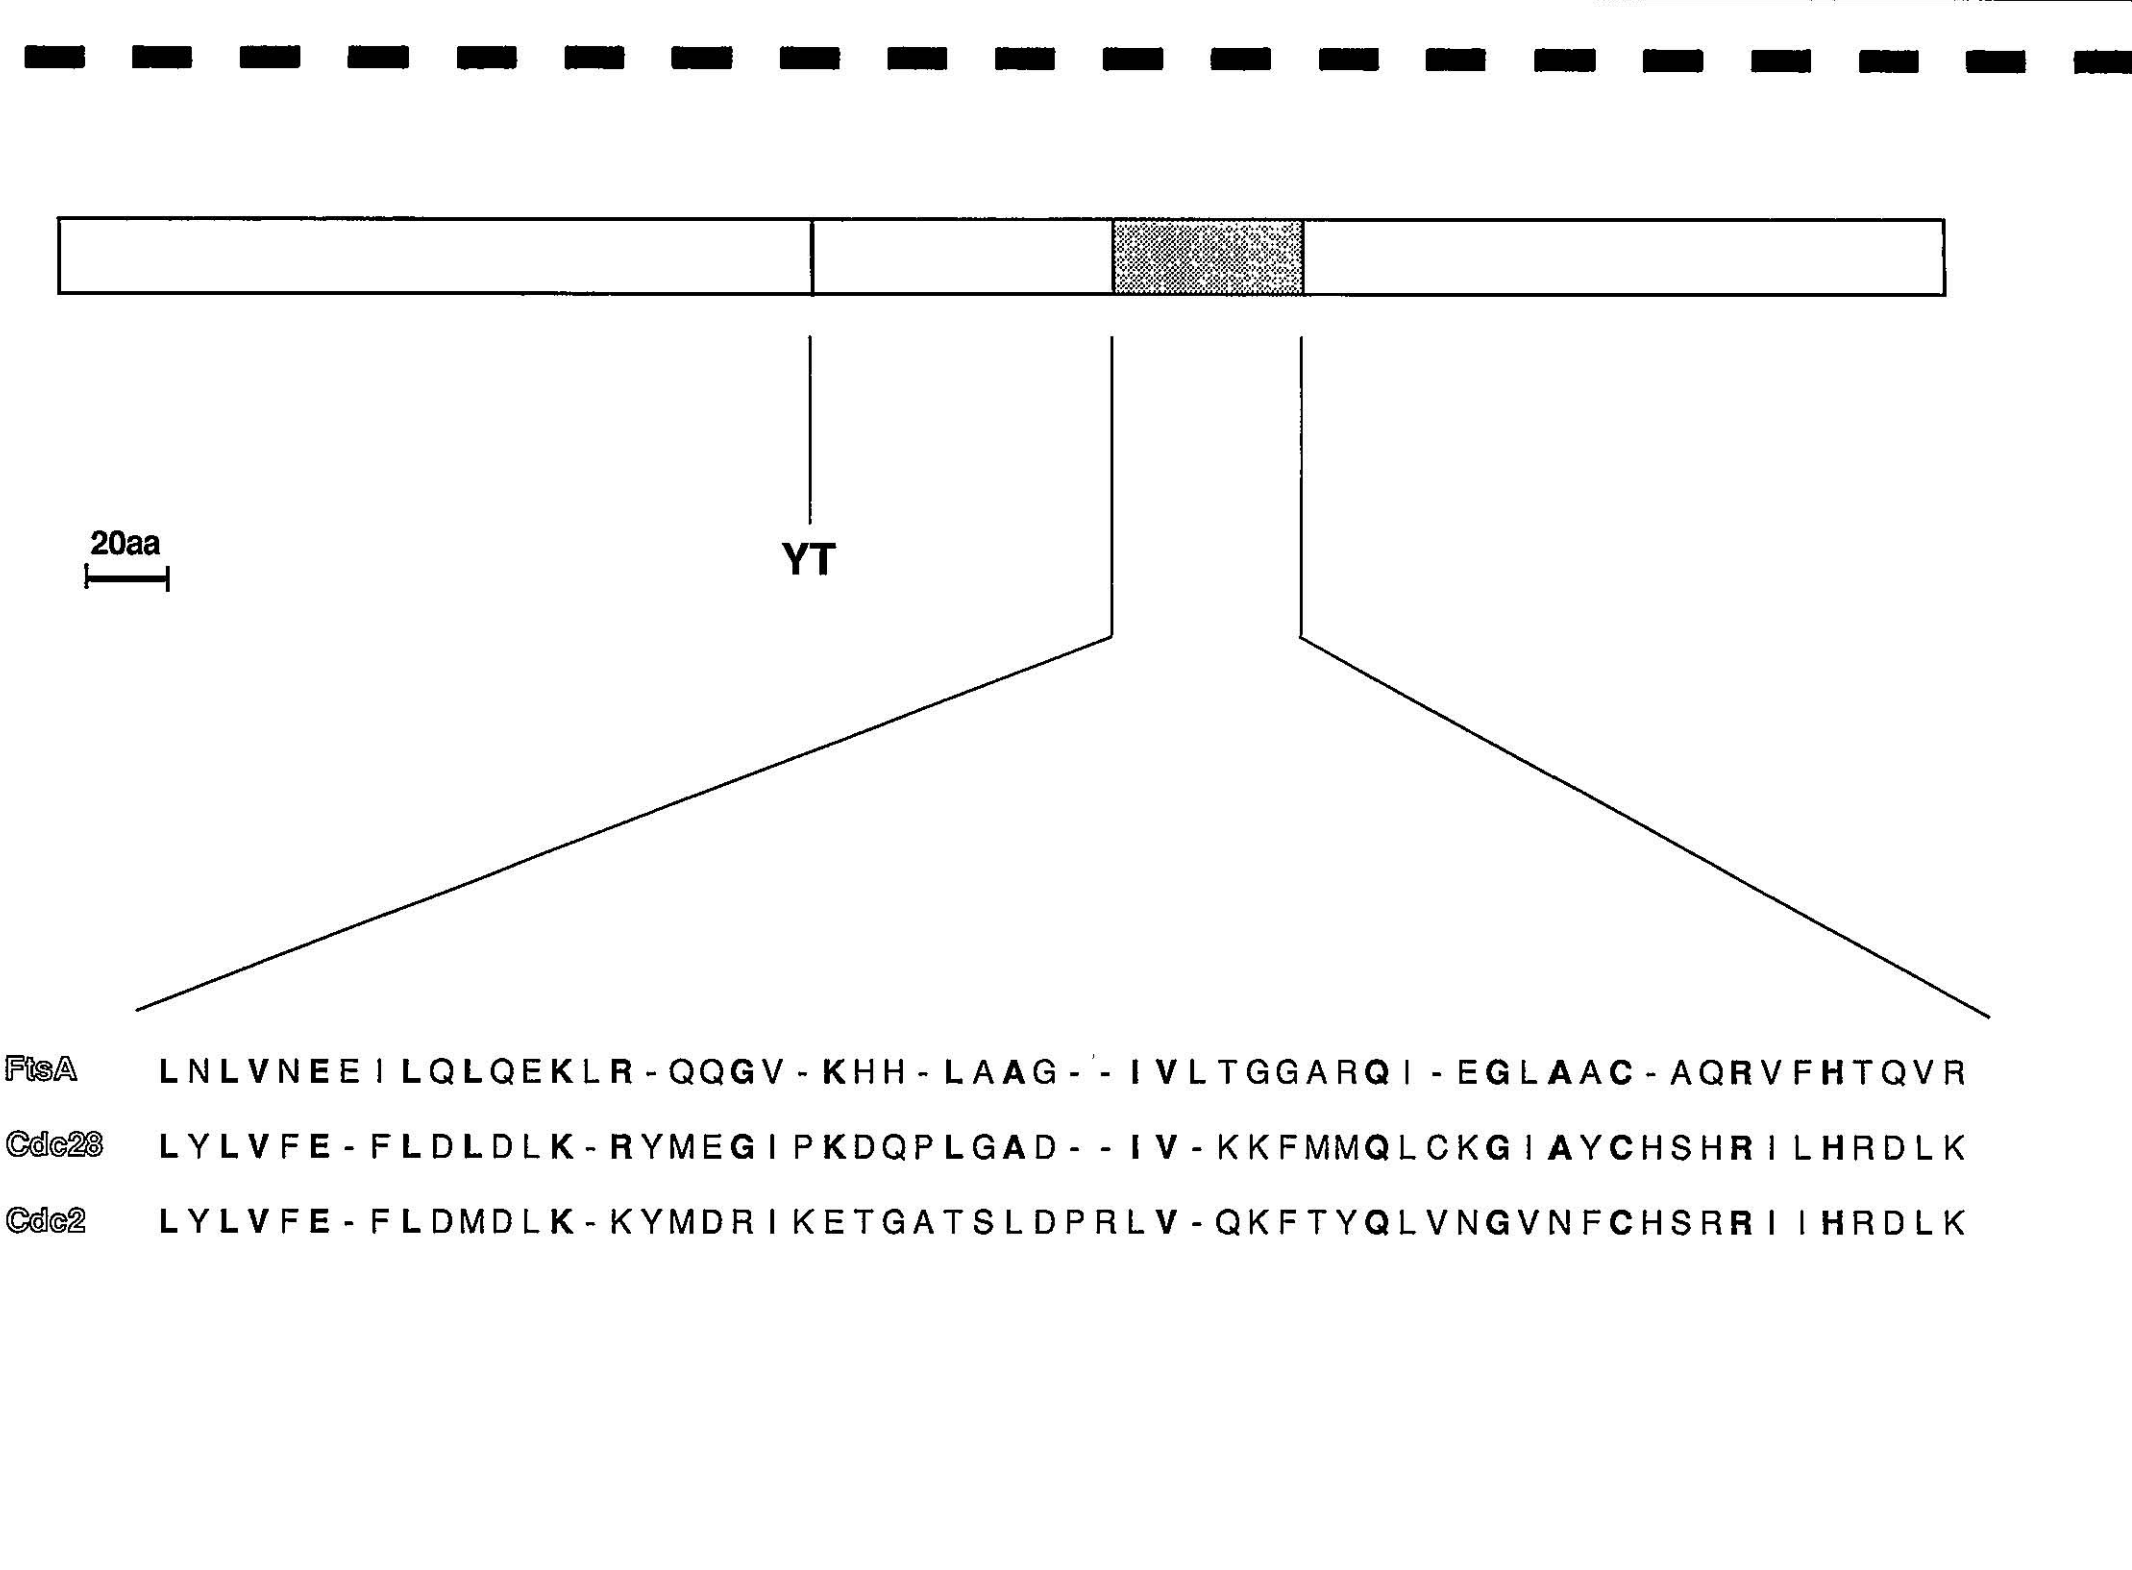 20aa
YT
FtsA LNLVNEEILQLQEKLR-QQGV-KHH-LAAG--IVLTGGARQI-EGLAAC-AQRVFHTQVR
Cdc28 LYLVFE-FLDLDLK-RYMEGIPKDQPLGAD--IV-KKFMMQLCKGIAYCHSHRILHRDLK
Cdc2 LYLVFE-FLDMDLK-KYMDRIKETGATSLDPRLV-QKFTYQLVNGVNFCHSRRIIHRDLK